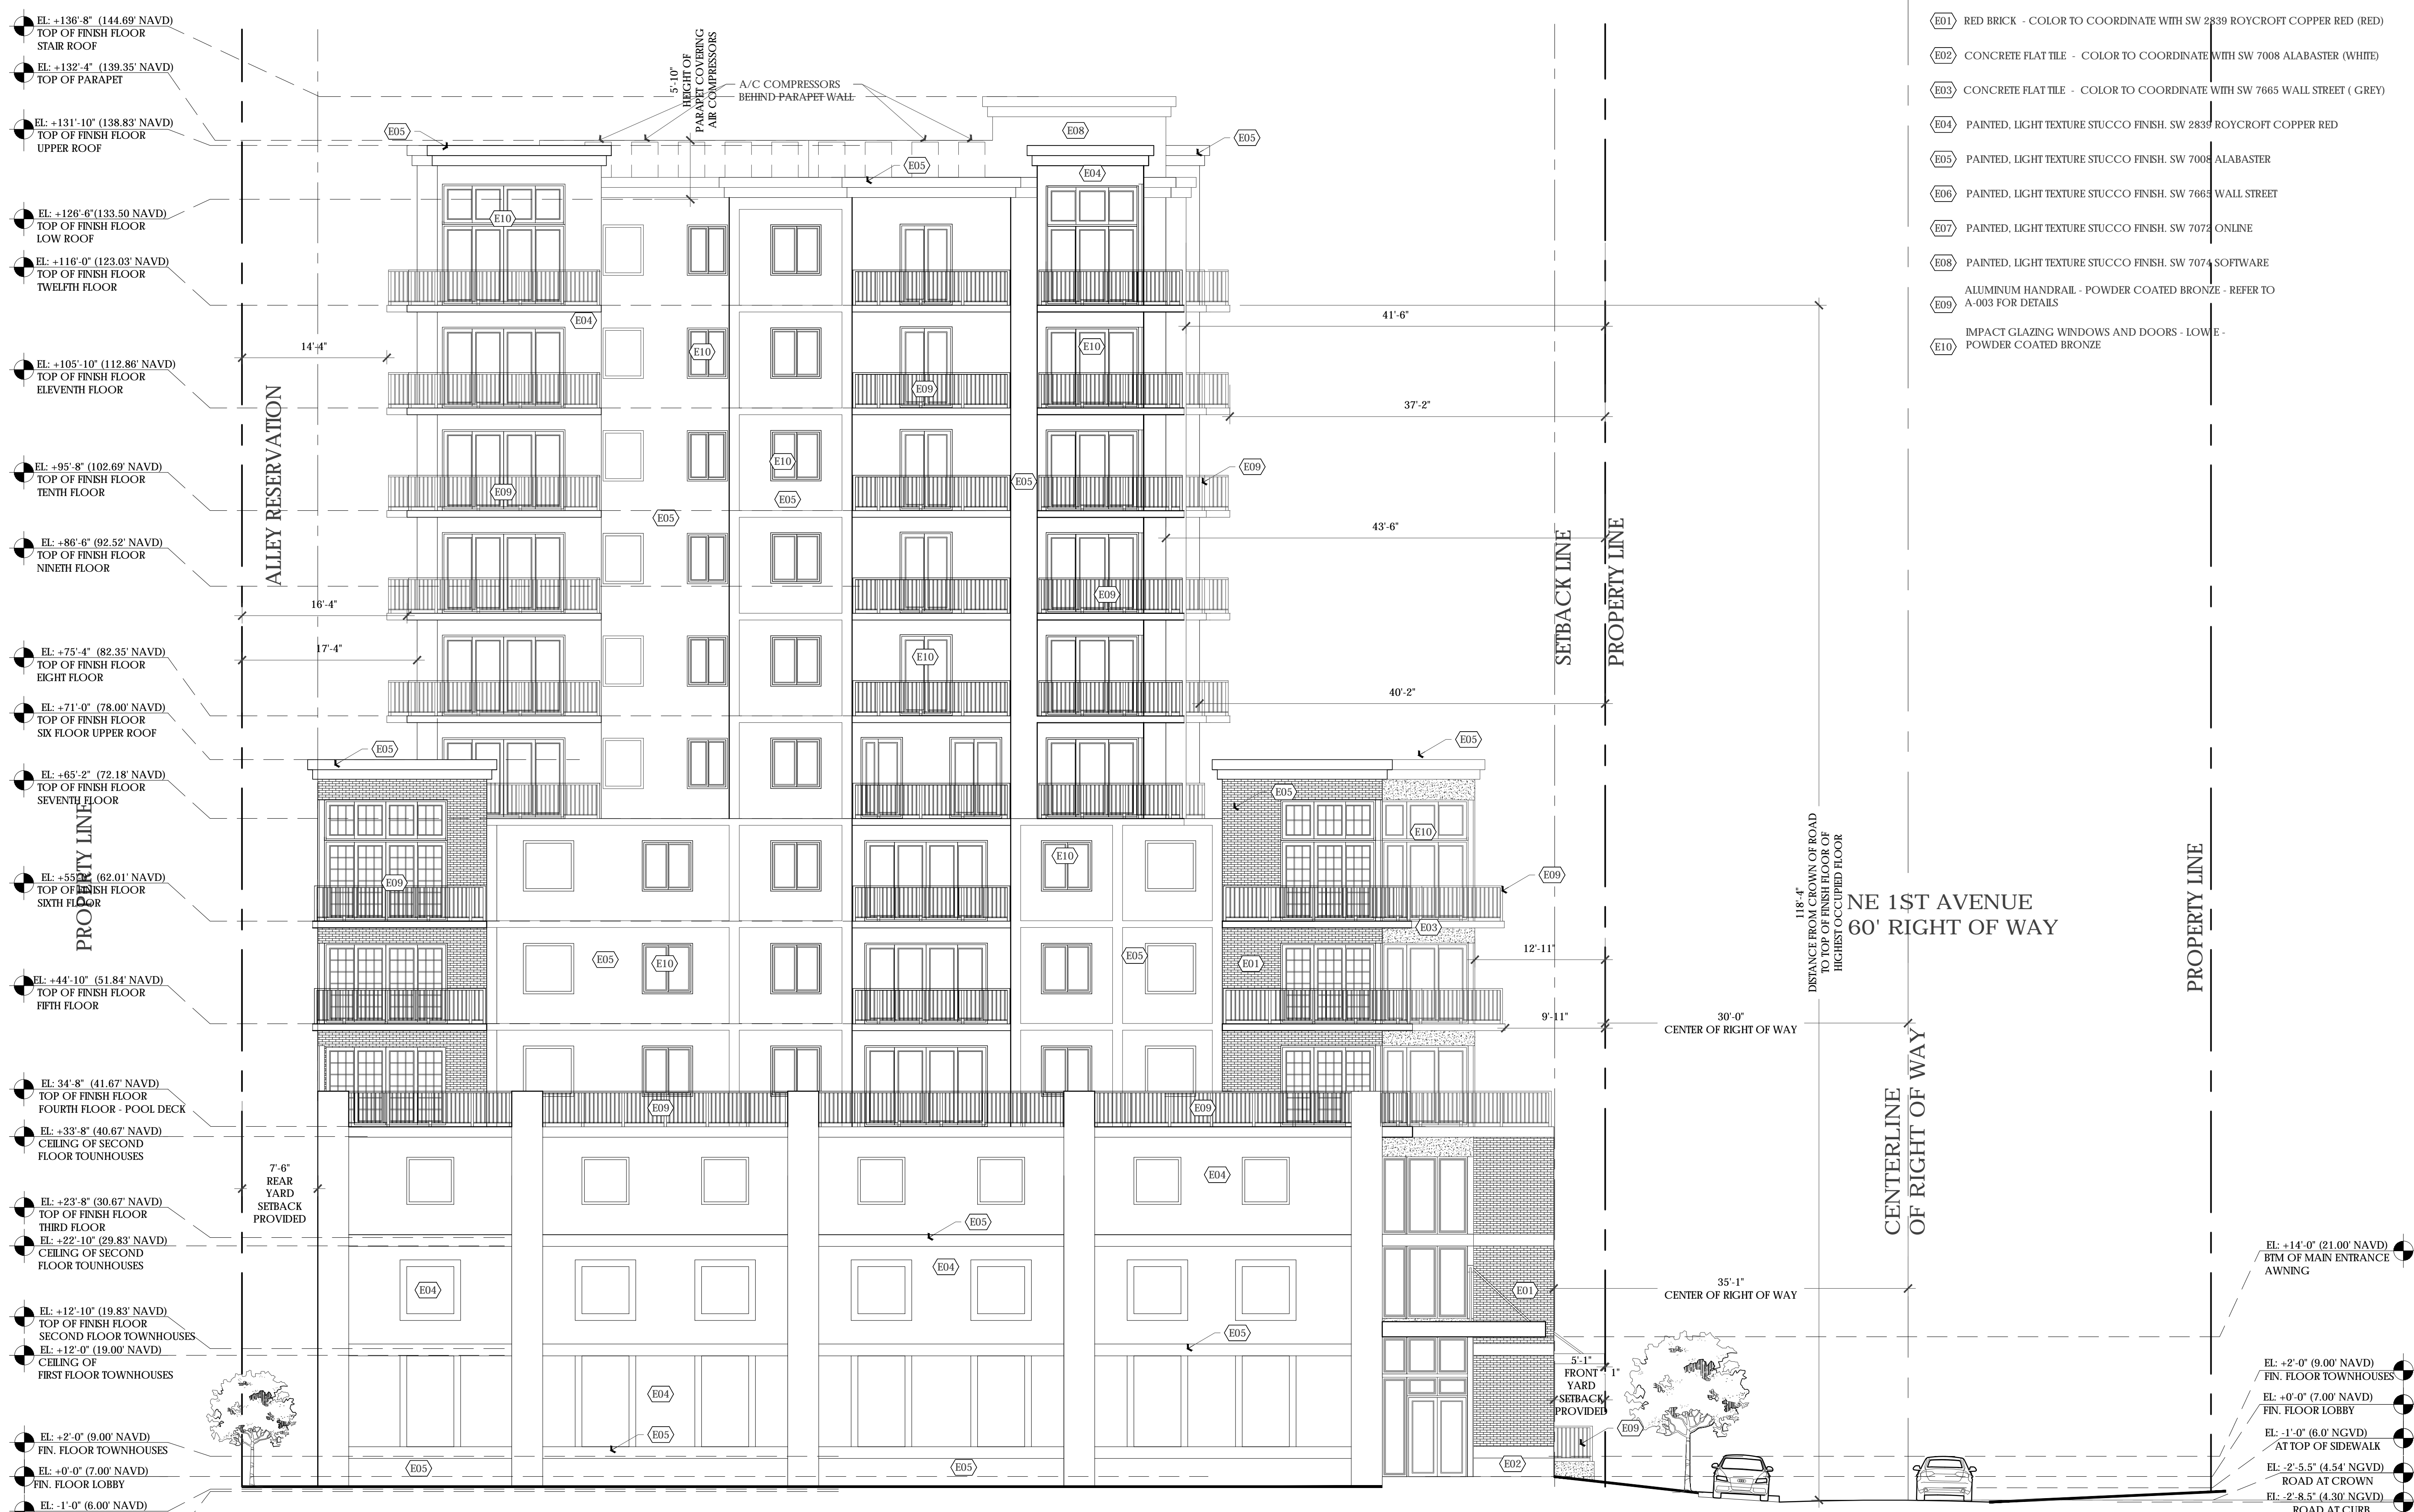 EL: +136'-8" (144.69' NAVD)
TOP OF FINISH FLOOR
STAIR ROOF
EL: +132'-4" (139.35' NAVD)
TOP OF PARAPET
EL: +131'-10" (138.83' NAVD)
TOP OF FINISH FLOOR
UPPER ROOF
EL: +126'-6"(133.50 NAVD)
TOP OF FINISH FLOOR
LOW ROOF
EL: +116'-0" (123.03' NAVD)
TOP OF FINISH FLOOR
TWELFTH FLOOR
EL: +105'-10" (112.86' NAVD)
TOP OF FINISH FLOOR
ELEVENTH FLOOR
EL: +95'-8" (102.69' NAVD)
TOP OF FINISH FLOOR
TENTH FLOOR
EL: +86'-6" (92.52' NAVD)
TOP OF FINISH FLOOR
NINETH FLOOR
EL: +75'-4" (82.35' NAVD)
TOP OF FINISH FLOOR
EIGHT FLOOR
EL: +71'-0" (78.00' NAVD)
TOP OF FINISH FLOOR
SIX FLOOR UPPER ROOF
EL: +65'-2" (72.18' NAVD)
TOP OF FINISH FLOOR
SEVENTH FLOOR
(62.01' NAVD)
TOP OF FINISH FLOOR
SIXTH FLOOR
EL: +44'-10" (51.84' NAVD)
TOP OF FINISH FLOOR
FIFTH FLOOR
EL: 34'-8" (41.67' NAVD)
TOP OF FINISH FLOOR
FOURTH FLOOR - POOL DECK
EL: +33'-8" (40.67' NAVD)
CEILING OF SECOND
FLOOR TOUNHOUSES
EL: +23'-8" (30.67' NAVD)
TOP OF FINISH FLOOR
THIRD FLOOR
EL: +22'-10" (29.83' NAVD)
CEILING OF SECOND
FLOOR TOUNHOUSES
EL: +12'-10" (19.83' NAVD)
TOP OF FINISH FLOOR
SECOND FLOOR TOWNHOUSES
EL: +12'-0" (19.00' NAVD)
CEILING OF
FIRST FLOOR TOWNHOUSES
EL: +2'-0" (9.00' NAVD)
FIN. FLOOR TOWNHOUSES
EL: +0'-0" (7.00' NAVD)
FIN. FLOOR LOBBY
EL: -1'-0" (6.00' NAVD)
PROPERTY LINE
ALLEY RESERVATION
14'-4"
16'-4"
17'-4"
7'-6"
REAR
YARD
SETBACK
PROVIDED
5'-10"
HEIGHT OF
PARAPET COVERING
AIR COMPRESSORS
A/C COMPRESSORS
BEHIND PARAPET WALL
E05
E08
E05
E05
E04
E10
E04
E10
E10
E09
E10
E09
E09
E05
E05
E05
E09
E10
E05
E05
E05
E10
E10
E09
E09
E03
E05
E10
E05
E01
E09
E09
E04
E05
E04
E04
E01
E05
E04
E05
E09
E05
E05
E02
41'-6"
37'-2"
43'-6"
40'-2"
12'-11"
9'-11"
SETBACK LINE
PROPERTY LINE
30'-0"
CENTER OF RIGHT OF WAY
35'-1"
CENTER OF RIGHT OF WAY
5'-1"
FRONT
YARD
SETBACK
PROVIDED
1"
118'-4"
DISTANCE FROM CROWN OF ROAD
TO TOP OF FINISH FLOOR OF
HIGHEST OCCUPIED FLOOR
NE 1ST AVENUE
60' RIGHT OF WAY
CENTERLINE
OF RIGHT OF WAY
PROPERTY LINE
E01 RED BRICK - COLOR TO COORDINATE WITH SW 2839 ROYCROFT COPPER RED (RED)
E02 CONCRETE FLAT TILE - COLOR TO COORDINATE WITH SW 7008 ALABASTER (WHITE)
E03 CONCRETE FLAT TILE - COLOR TO COORDINATE WITH SW 7665 WALL STREET ( GREY)
E04 PAINTED, LIGHT TEXTURE STUCCO FINISH. SW 2839 ROYCROFT COPPER RED
E05 PAINTED, LIGHT TEXTURE STUCCO FINISH. SW 7008 ALABASTER
E06 PAINTED, LIGHT TEXTURE STUCCO FINISH. SW 7665 WALL STREET
E07 PAINTED, LIGHT TEXTURE STUCCO FINISH. SW 7072 ONLINE
E08 PAINTED, LIGHT TEXTURE STUCCO FINISH. SW 7074 SOFTWARE
E09 ALUMINUM HANDRAIL - POWDER COATED BRONZE - REFER TO
A-003 FOR DETAILS
E10 IMPACT GLAZING WINDOWS AND DOORS - LOW E -
POWDER COATED BRONZE
EL: +14'-0" (21.00' NAVD)
BTM OF MAIN ENTRANCE
AWNING
EL: +2'-0" (9.00' NAVD)
FIN. FLOOR TOWNHOUSES
EL: +0'-0" (7.00' NAVD)
FIN. FLOOR LOBBY
EL: -1'-0" (6.0' NGVD)
AT TOP OF SIDEWALK
EL: -2'-5.5" (4.54' NGVD)
ROAD AT CROWN
EL: -2'-8.5" (4.30' NGVD)
ROAD AT CURB